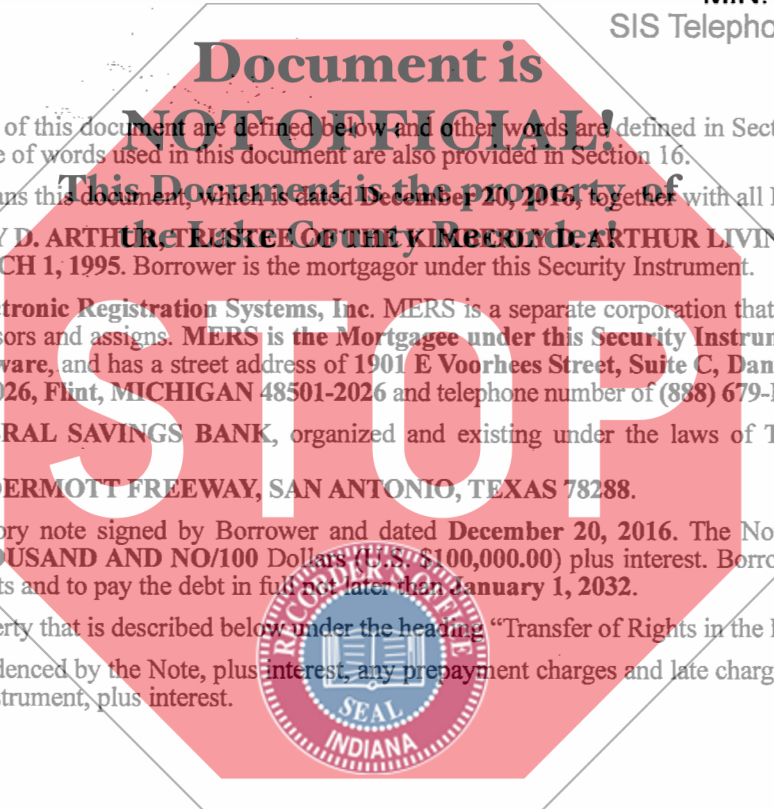 MIN:
SIS Telepho
Document is
NOT OFFICIAL!
of this document are defined below and other words are defined in Sect
e of words used in this document are also provided in Section 16.
This Document is the property of
ns this document, which is dated December 20, 2016, together with all
the Lake County Recorder!
Y D. ARTHUR, TRUSTEE OF THE KIMBERLY D. ARTHUR LIVIN
CH 1, 1995. Borrower is the mortgagor under this Security Instrument.
STOP
tronic Registration Systems, Inc. MERS is a separate corporation that
sors and assigns. MERS is the Mortgagee under this Security Instrum
ware, and has a street address of 1901 E Voorhees Street, Suite C, Dan
026, Flint, MICHIGAN 48501-2026 and telephone number of (888) 679-
RAL SAVINGS BANK, organized and existing under the laws of T
DERMOTT FREEWAY, SAN ANTONIO, TEXAS 78288.
ory note signed by Borrower and dated December 20, 2016. The No
OUSAND AND NO/100 Dollars (U.S. $100,000.00) plus interest. Borro
ts and to pay the debt in full not later than January 1, 2032.
erty that is described below under the heading “Transfer of Rights in the
denced by the Note, plus interest, any prepayment charges and late charg
strument, plus interest.
RECORDER'S OFFICE
SEAL
INDIANA